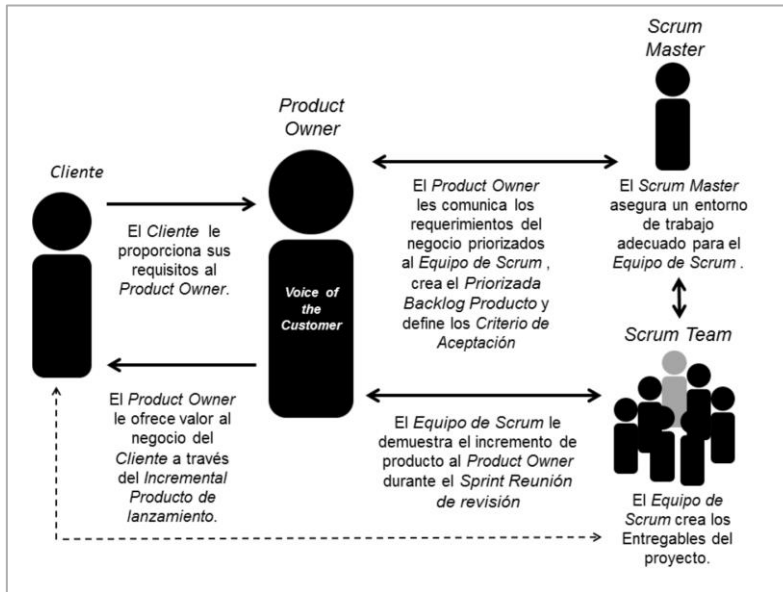 Scrum
Master
Product
Owner
Cliente
El Cliente le
proporciona sus
requisitos al
Product Owner.
El Product Owner
les comunica los
requerimientos del
negocio priorizados
al Equipo de Scrum ,
crea el Priorizada
Backlog Producto y
define los Criterio de
Aceptación
El Scrum Master
asegura un entorno
de trabajo
adecuado para el
Equipo de Scrum .
Voice of
the
Customer
Scrum Team
El Product Owner
le ofrece valor al
negocio del
Cliente a través
del Incremental
Producto de
lanzamiento.
El Equipo de Scrum le
demuestra el incremento de
producto al Product Owner
durante el Sprint Reunión
de revisión
El Equipo de
Scrum crea los
Entregables del
proyecto.